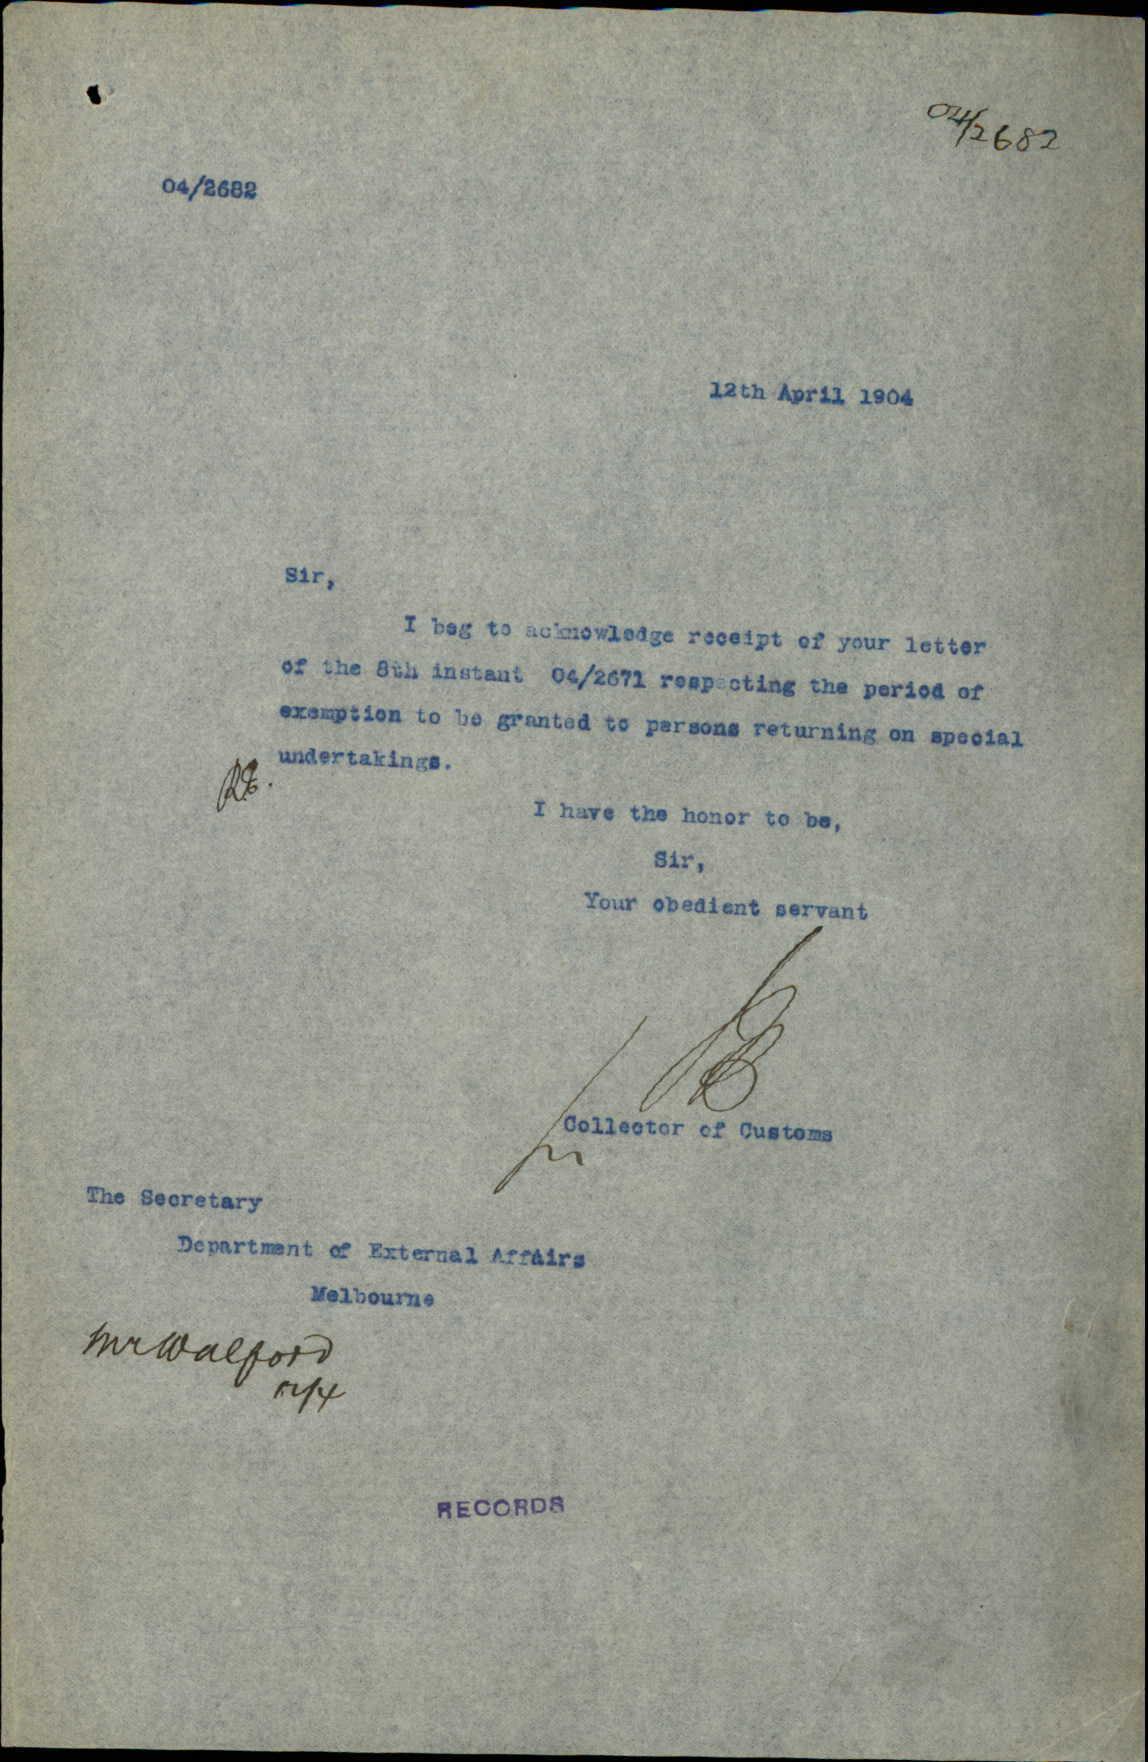 04/2682
04/2682
12th April 1904
Sir,
I beg to acknowledge receipt of your letter
of the 8th instant 04/2671 respecting the period of
exemption to be granted to persons returning on special
undertakings.
I have the honor to be,
Sir,
Your obedient servant
Collector of Customs
The Secretary
Department of External Affairs
Melbourne
Mr Walford
12/4
RECORDS